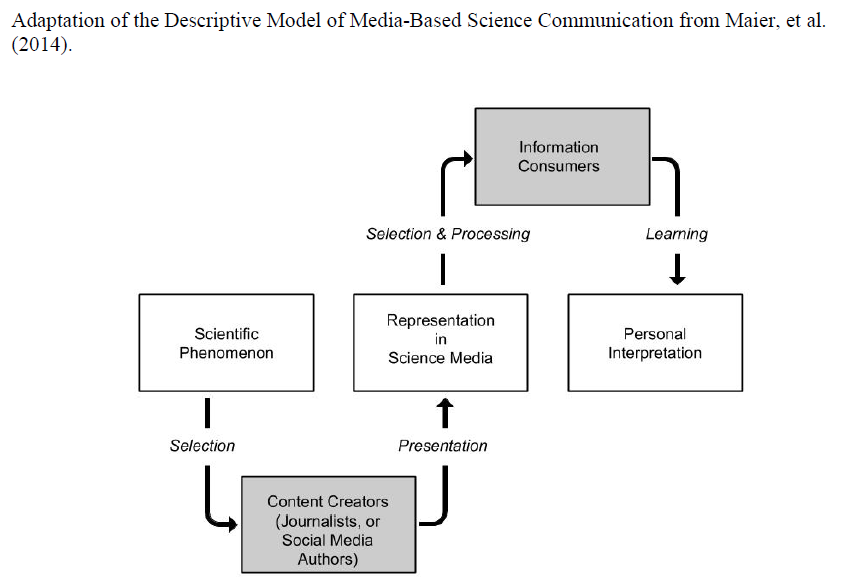 Adaptation of the Descriptive Model of Media-Based Science Communication from Maier, et al.
(2014).
Information
Consumers
Selection & Processing
Learning
Scientific
Phenomenon
Representation
in
Science Media
Personal
Interpretation
Selection
Presentation
Content Creators
(Journalists, or
Social Media
Authors)